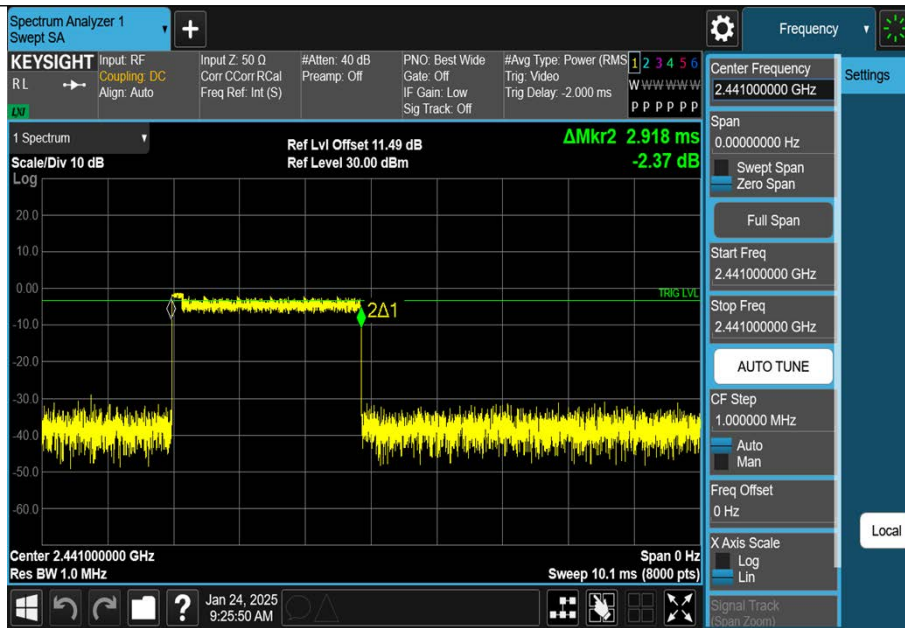 Spectrum Analyzer 1
Swept SA
Frequency
KEYSIGHT
R L
LXI
Input: RF
Coupling: DC
Align: Auto
Input Z: 50 Ω
Corr CCorr RCal
Freq Ref: Int (S)
#Atten: 40 dB
Preamp: Off
PNO: Best Wide
Gate: Off
IF Gain: Low
Sig Track: Off
#Avg Type: Power (RMS
Trig: Video
Trig Delay: -2.000 ms
1 2 3 4 5 6
W W W W W W
P P P P P P
1 Spectrum
Scale/Div 10 dB
Log
Ref Lvl Offset 11.49 dB
Ref Level 30.00 dBm
ΔMkr2 2.918 ms
-2.37 dB
20.0
10.0
0.00
-10.0
-20.0
-30.0
-40.0
-50.0
-60.0
TRIG LVL
2Δ1
Center 2.441000000 GHz
Res BW 1.0 MHz
Span 0 Hz
Sweep 10.1 ms (8000 pts)
Jan 24, 2025
9:25:50 AM
Center Frequency
2.441000000 GHz
Span
0.00000000 Hz
Swept Span
Zero Span
Full Span
Start Freq
2.441000000 GHz
Stop Freq
2.441000000 GHz
AUTO TUNE
CF Step
1.000000 MHz
Auto
Man
Freq Offset
0 Hz
X Axis Scale
Log
Lin
Signal Track
(Span Zoom)
Settings
Local